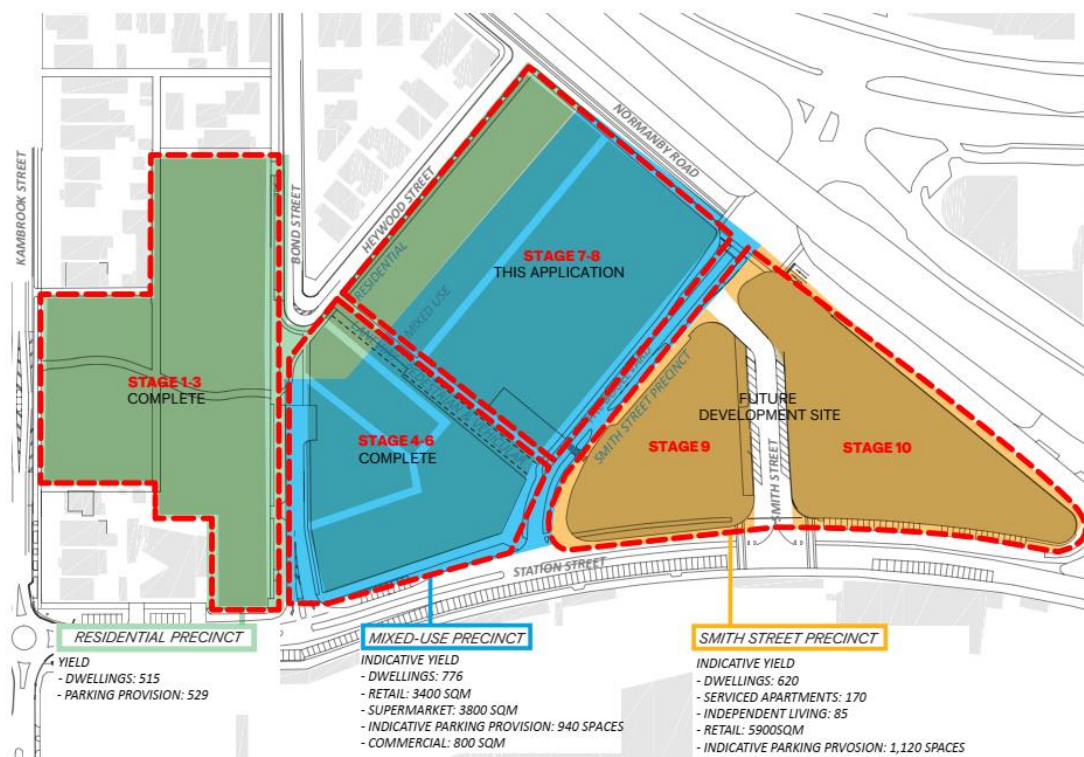 NORMANBY ROAD
KAMBROOK STREET
BOND STREET
HEYWOOD STREET
RESIDENTIAL
MIXED USE
STAGE 7-8
THIS APPLICATION
STAGE 1-3
COMPLETE
STAGE 4-6
COMPLETE
SMITH STREET PRECINCT
FUTURE
DEVELOPMENT SITE
STAGE 9
STAGE 10
SMITH STREET
STATION STREET
RESIDENTIAL PRECINCT
YIELD
- DWELLINGS: 515
- PARKING PROVISION: 529
MIXED-USE PRECINCT
INDICATIVE YIELD
- DWELLINGS: 776
- RETAIL: 3400 SQM
- SUPERMARKET: 3800 SQM
- INDICATIVE PARKING PROVISION: 940 SPACES
- COMMERCIAL: 800 SQM
SMITH STREET PRECINCT
INDICATIVE YIELD
- DWELLINGS: 620
- SERVICED APARTMENTS: 170
- INDEPENDENT LIVING: 85
- RETAIL: 5900SQM
- INDICATIVE PARKING PRVOSION: 1,120 SPACES